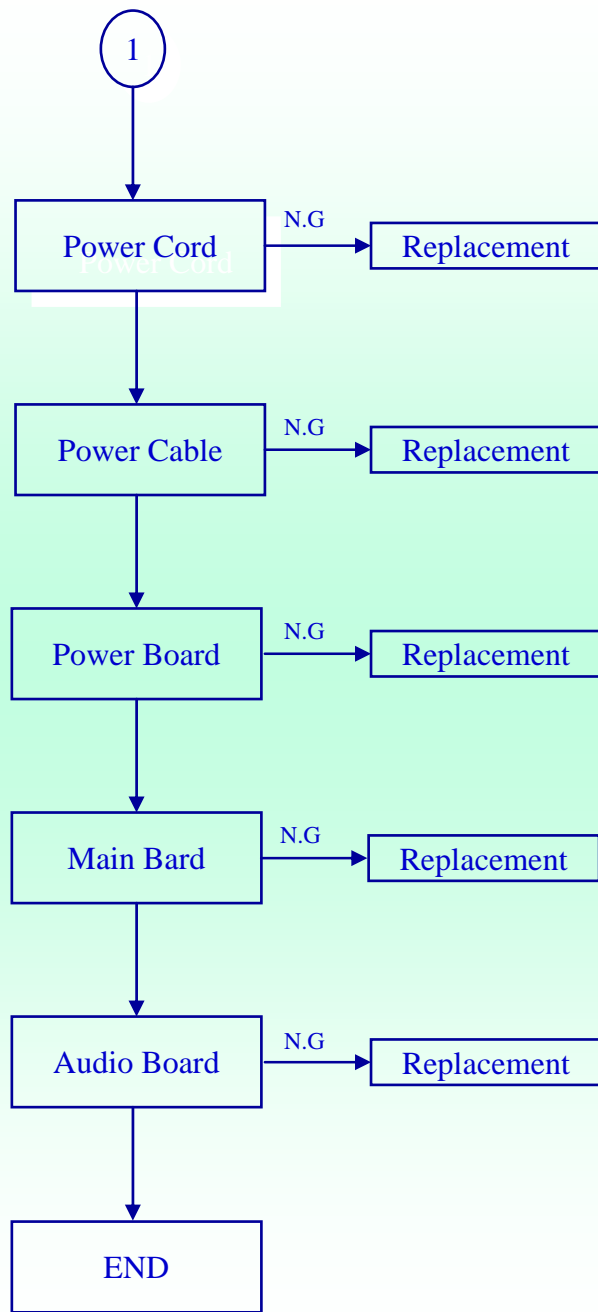 1
Power Cord
N.G
Replacement
Power Cable
N.G
Replacement
Power Board
N.G
Replacement
Main Bard
N.G
Replacement
Audio Board
N.G
Replacement
END